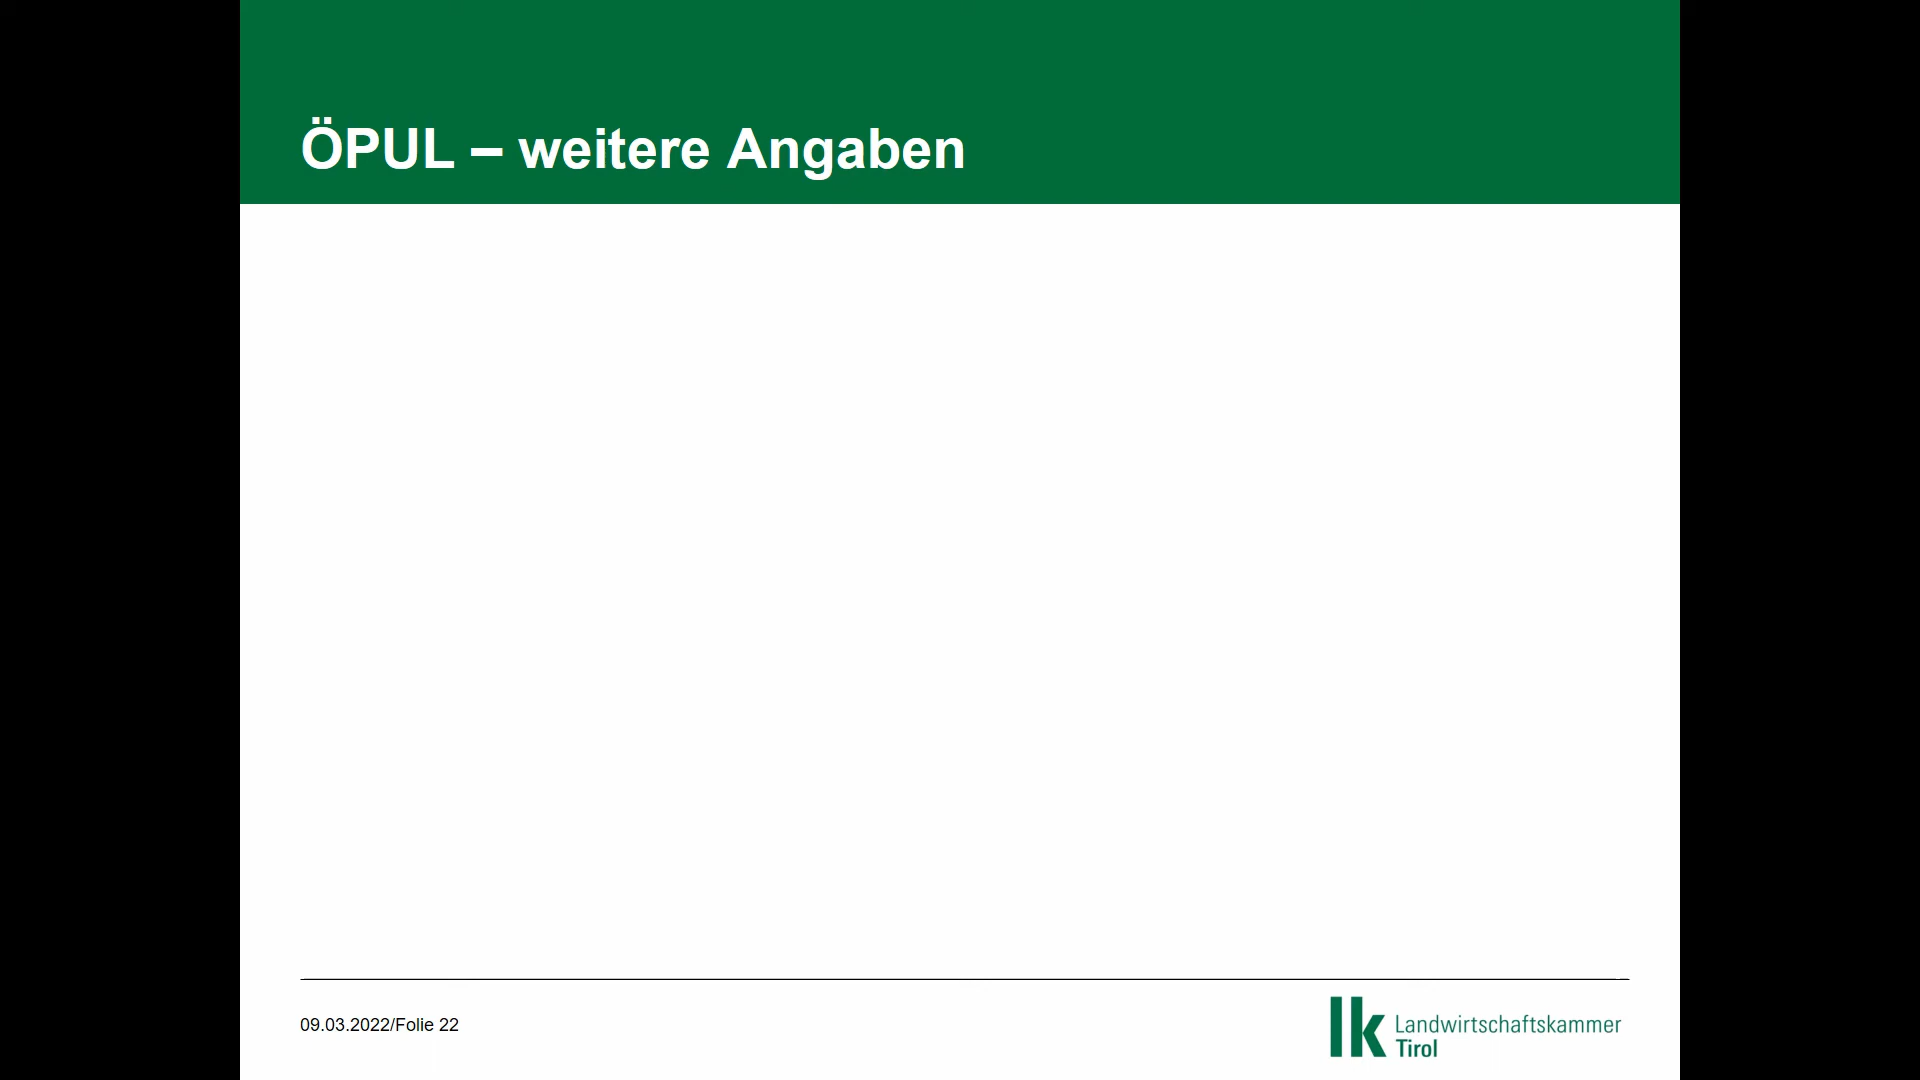 ÖPUL – weitere Angaben
09.03.2022/Folie 22
lk Landwirtschaftskammer
Tirol